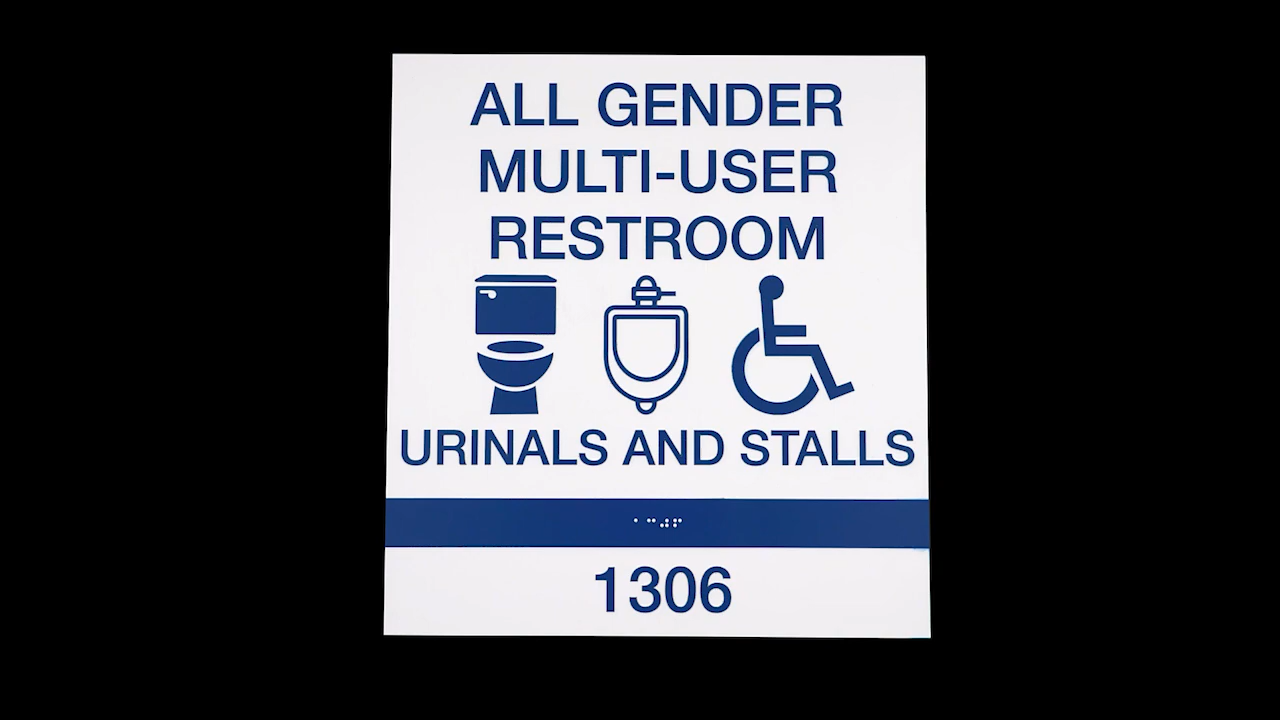 ALL GENDER
MULTI-USER
RESTROOM
URINALS AND STALLS
1306